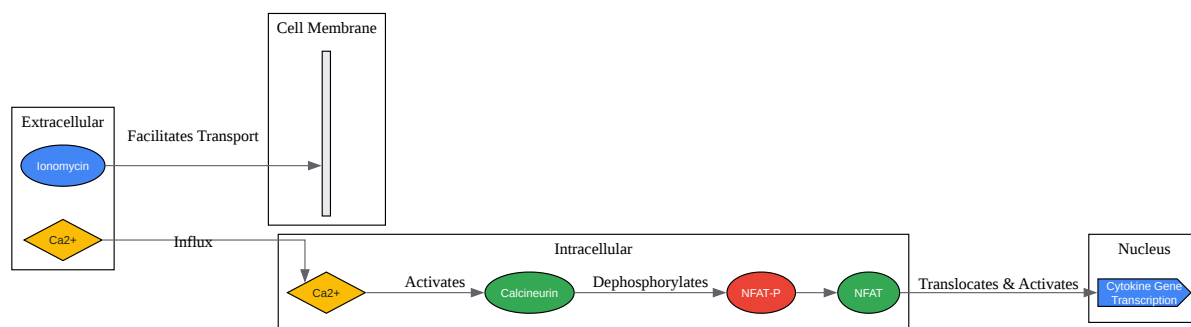 Cell Membrane
Extracellular
Facilitates Transport
Ionomycin
Ca2+
Influx
Intracellular
Nucleus
Ca2+
Activates
Calcineurin
Dephosphorylates
NFAT-P
NFAT
Translocates & Activates
Cytokine Gene
Transcription